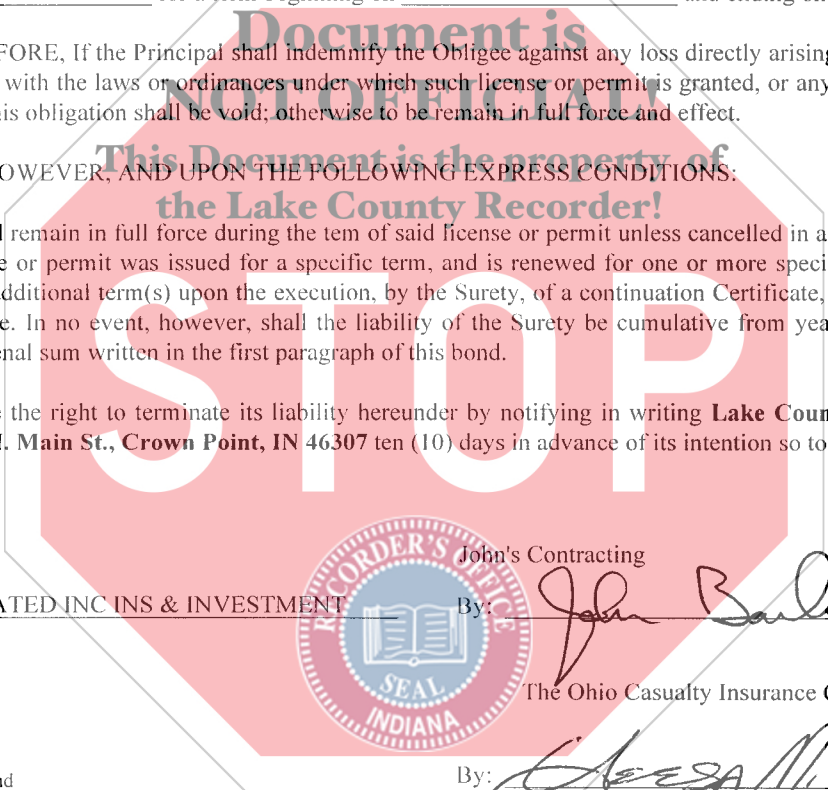 for a term beginning on and ending on
Document is
FORE, If the Principal shall indemnify the Obligee against any loss directly arising
with the laws or ordinances under which such license or permit is granted, or any
NOT OFFICIAL!
his obligation shall be void; otherwise to be remain in full force and effect.
This Document is the property of
OWEVER, AND UPON THE FOLLOWING EXPRESS CONDITIONS:
the Lake County Recorder!
l remain in full force during the tem of said license or permit unless cancelled in a
e or permit was issued for a specific term, and is renewed for one or more speci
dditional term(s) upon the execution, by the Surety, of a continuation Certificate,
e. In no event, however, shall the liability of the Surety be cumulative from yea
enal sum written in the first paragraph of this bond.
STOP
e the right to terminate its liability hereunder by notifying in writing Lake Coun
. Main St., Crown Point, IN 46307 ten (10) days in advance of its intention so to
RECORDER'S OFFICE
John's Contracting
ATED INC INS & INVESTMENT
By: John
SEAL
INDIANA
The Ohio Casualty Insurance C
By:
nd